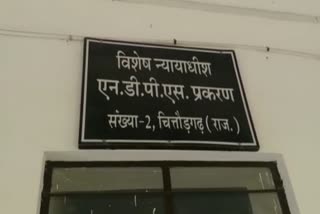 विशेष न्यायाधीश
एन.डी.पी.एस. प्रकरण
संख्या-2, चित्तौड़गढ़ (राज.)